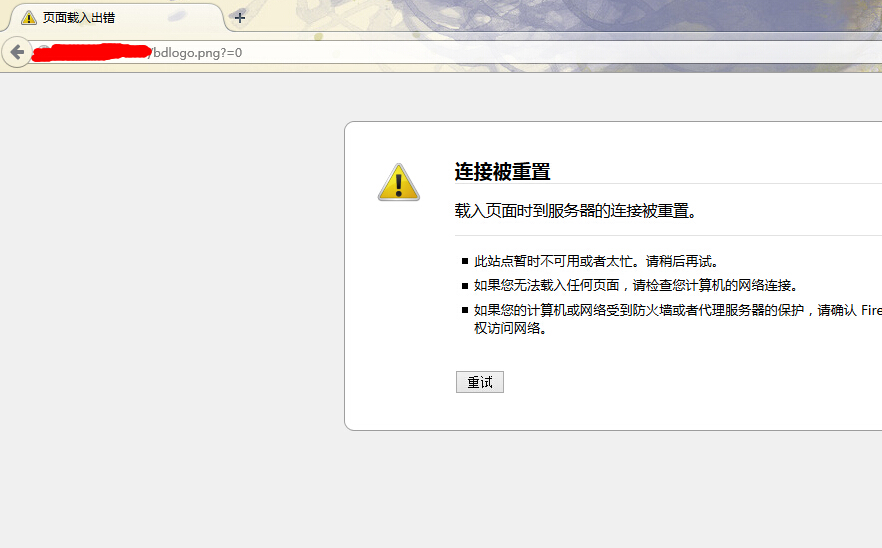 页面载入出错
/bdlogo.png?=0
连接被重置
载入页面时到服务器的连接被重置。
此站点暂时不可用或者太忙。请稍后再试。
如果您无法载入任何页面，请检查您计算机的网络连接。
如果您的计算机或网络受到防火墙或者代理服务器的保护，请确认 Fire
权访问网络。
重试